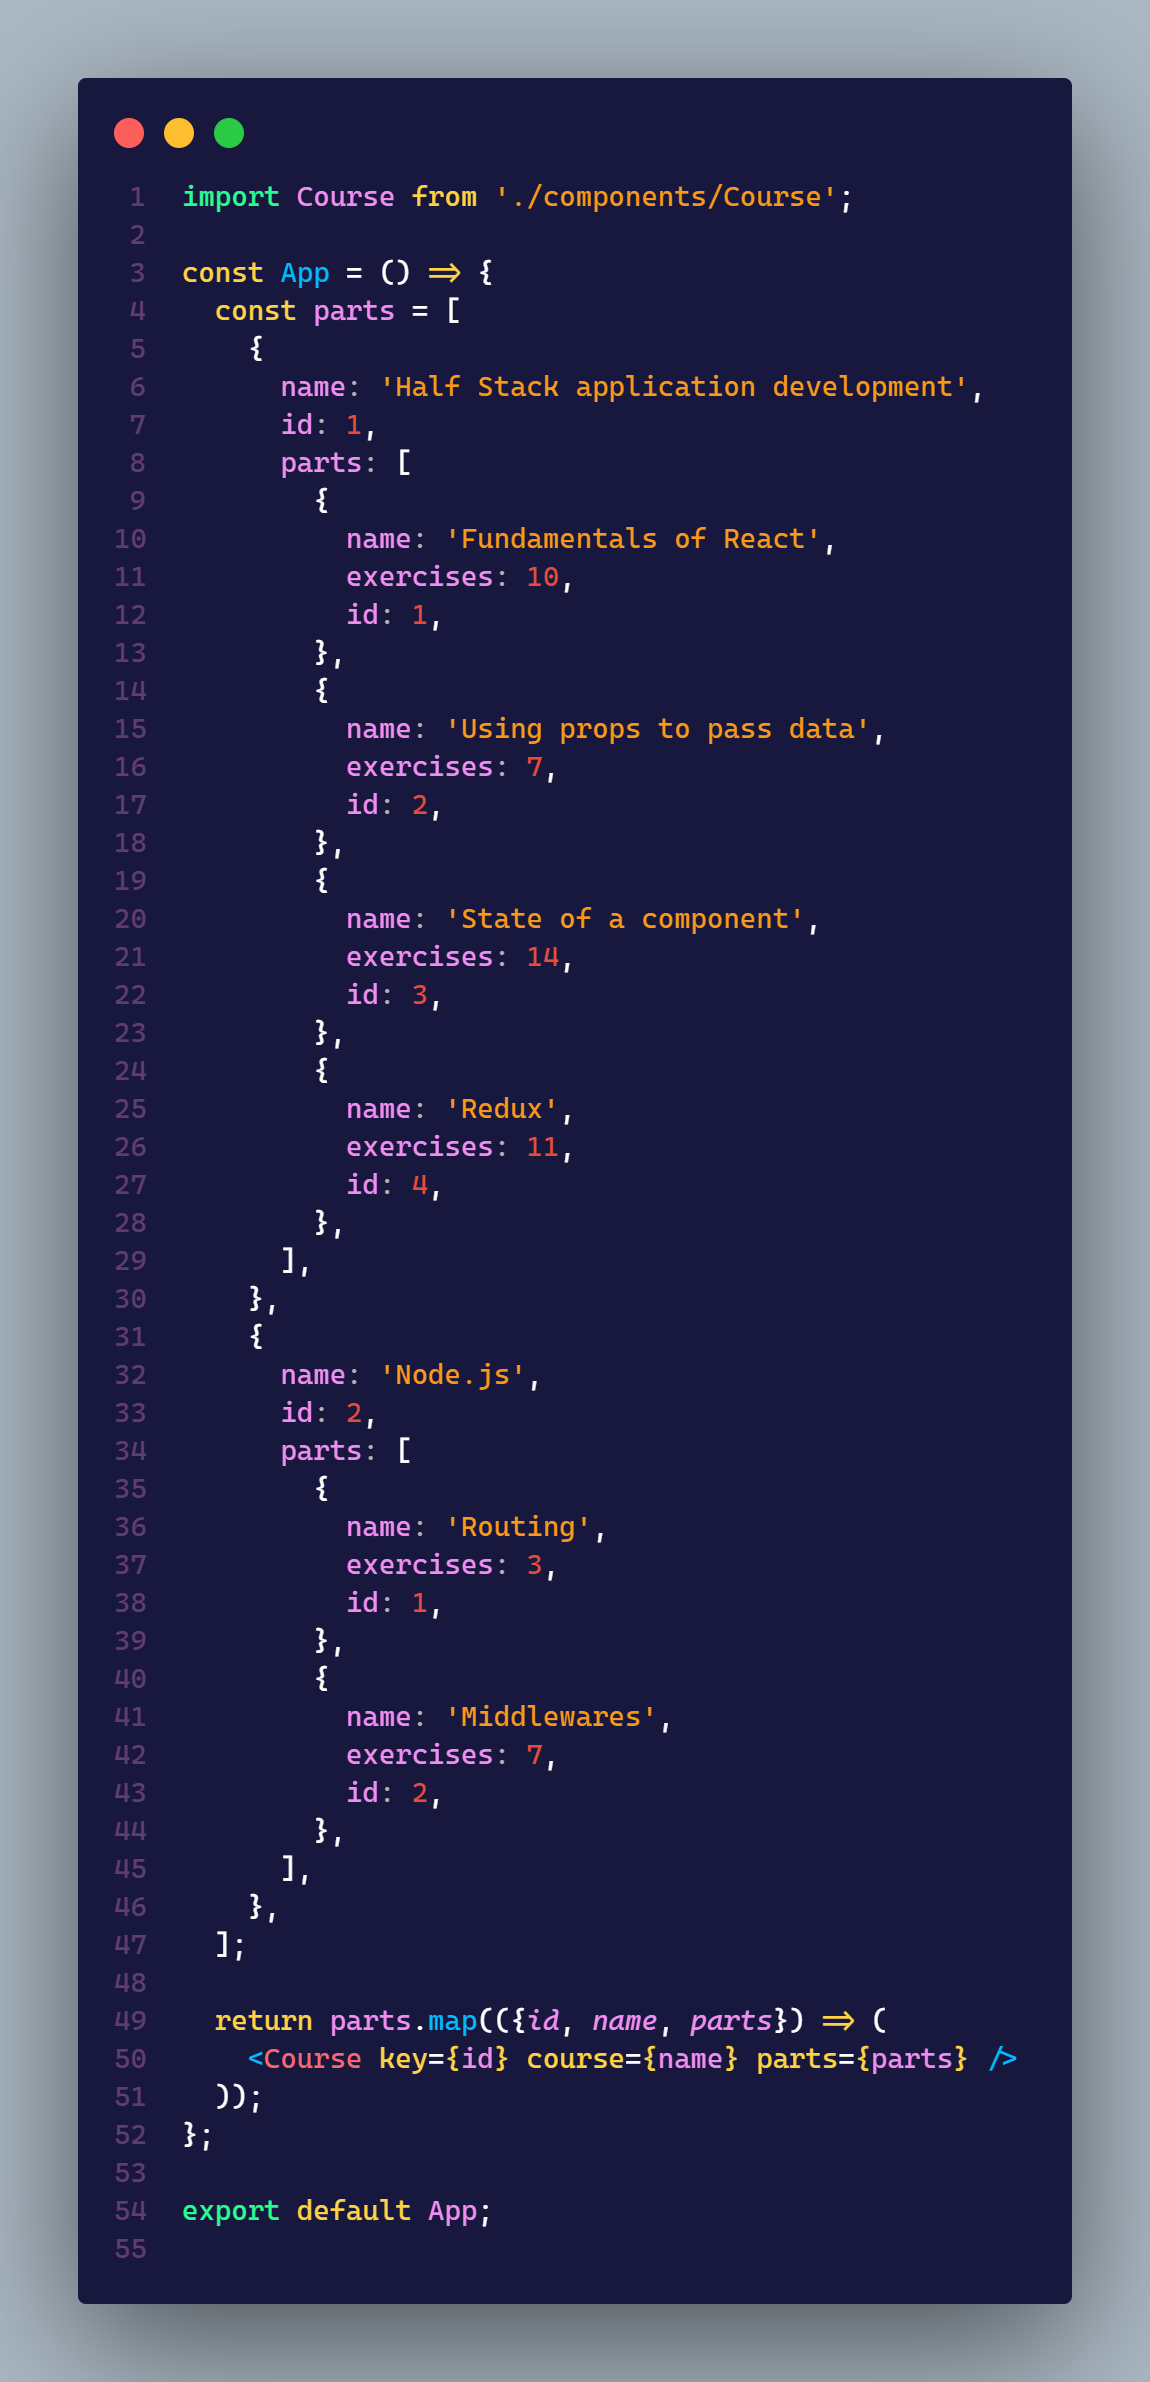 1 import Course from './components/Course';
2
3 const App = () => {
4   const parts = [
5     {
6       name: 'Half Stack application development',
7       id: 1,
8       parts: [
9         {
10           name: 'Fundamentals of React',
11           exercises: 10,
12           id: 1,
13         },
14         {
15           name: 'Using props to pass data',
16           exercises: 7,
17           id: 2,
18         },
19         {
20           name: 'State of a component',
21           exercises: 14,
22           id: 3,
23         },
24         {
25           name: 'Redux',
26           exercises: 11,
27           id: 4,
28         },
29       ],
30     },
31     {
32       name: 'Node.js',
33       id: 2,
34       parts: [
35         {
36           name: 'Routing',
37           exercises: 3,
38           id: 1,
39         },
40         {
41           name: 'Middlewares',
42           exercises: 7,
43           id: 2,
44         },
45       ],
46     },
47   ];
48
49   return parts.map(({id, name, parts}) => (
50     <Course key={id} course={name} parts={parts} />
51   ));
52 };
53
54 export default App;
55